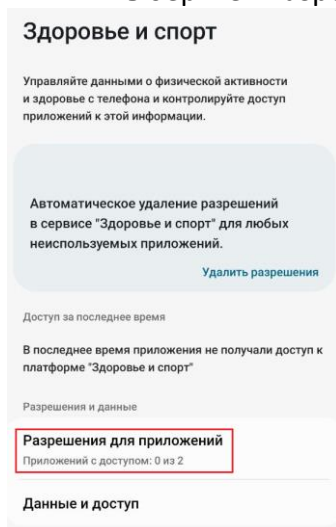 Здоровье и спорт
Управляйте данными о физической активности
и здоровье с телефона и контролируйте доступ
приложений к этой информации.
Автоматическое удаление разрешений
в сервисе "Здоровье и спорт" для любых
неиспользуемых приложений.
Удалить разрешения
Доступ за последнее время
В последнее время приложения не получали доступ к
платформе "Здоровье и спорт"
Разрешения и данные
Разрешения для приложений
Приложений с доступом: 0 из 2
Данные и доступ